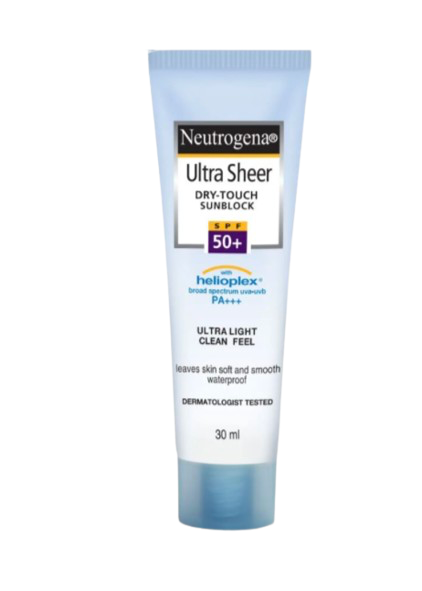 Neutrogena®
Ultra Sheer
DRY-TOUCH
SUNBLOCK
SPF
50+
with
helioplex®
broad spectrum uva•uvb
PA+++
ULTRA LIGHT
CLEAN FEEL
leaves skin soft and smooth
waterproof
DERMATOLOGIST TESTED
30 ml